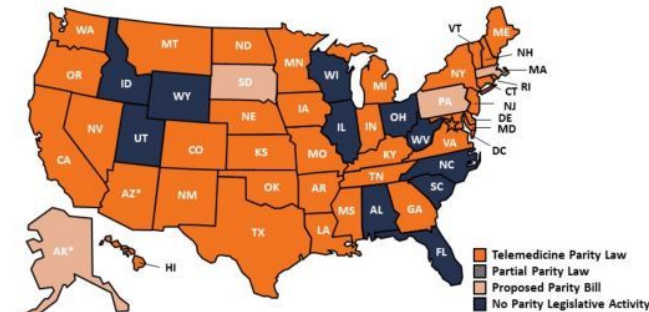 WA
MT
ND
MN
VT
ME
NH
MA
RI
CT
NJ
DE
MD
DC
OR
ID
WY
SD
WI
MI
NY
PA
NV
UT
CO
NE
IA
IL
IN
OH
WV
VA
CA
KS
MO
KY
NC
AZ*
NM
OK
AR
TN
SC
TX
LA
MS
AL
GA
FL
AK*
HI
Telemedicine Parity Law
Partial Parity Law
Proposed Parity Bill
No Parity Legislative Activity